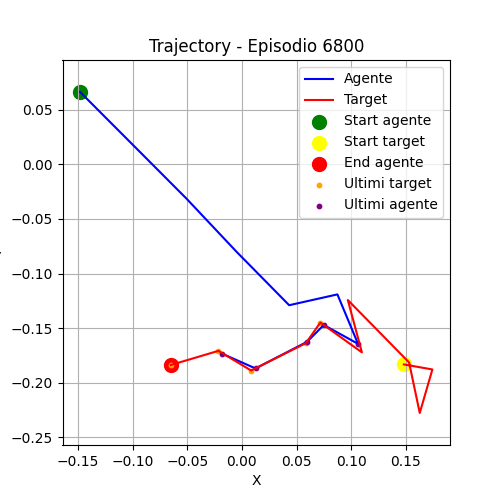 Trajectory - Episodio 6800
Agente
Target
Start agente
Start target
End agente
Ultimi target
Ultimi agente
0.05
0.00
−0.05
−0.10
−0.15
−0.20
−0.25
−0.15
−0.10
−0.05
0.00
0.05
0.10
0.15
X